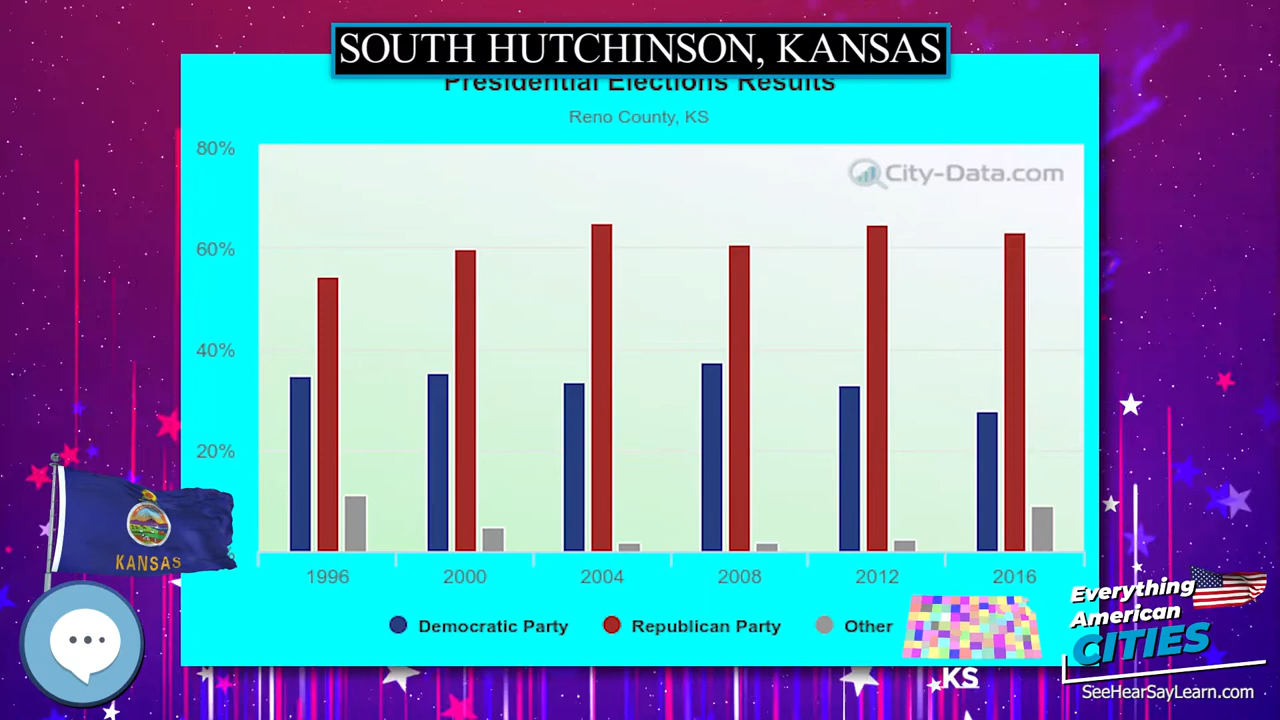 SOUTH HUTCHINSON, KANSAS
Presidential Elections Results
Reno County, KS
City-Data.com
80%
60%
40%
20%
1996 2000 2004 2008 2012 2016
Democratic Party Republican Party Other
KANSAS
KS
Everything
American
CITIES
SeeHearSayLearn.com